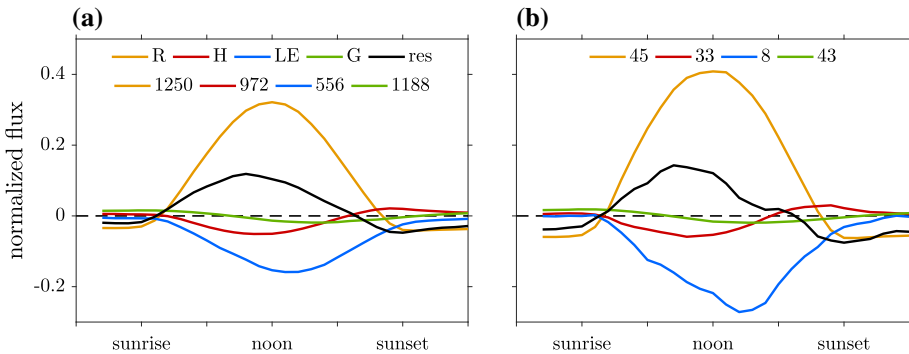 (a)
(b)
R H LE G res
1250 972 556 1188
45 33 8 43
normalized flux
0.4
0.2
0
-0.2
0
sunrise noon sunset
sunrise noon sunset